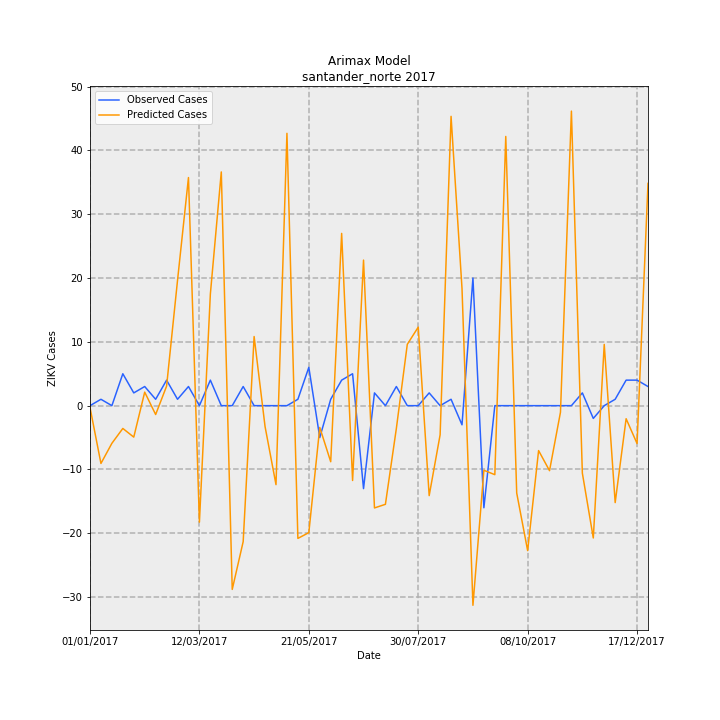 Arimax Model
santander_norte 2017
Observed Cases
Predicted Cases
50
40
30
20
10
0
−10
−20
−30
ZIKV Cases
01/01/2017 12/03/2017 21/05/2017 30/07/2017 08/10/2017 17/12/2017
Date